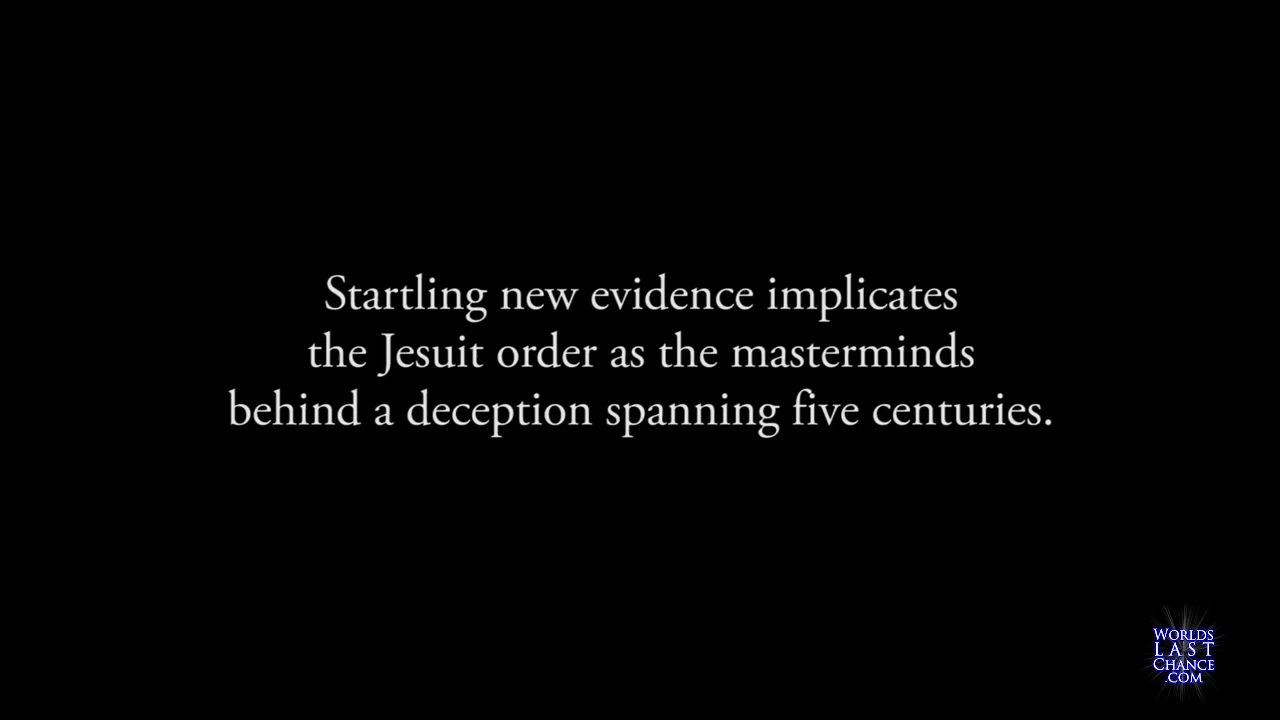 Startling new evidence implicates
the Jesuit order as the masterminds
behind a deception spanning five centuries.
WORLDS
LAST
CHANCE
.COM